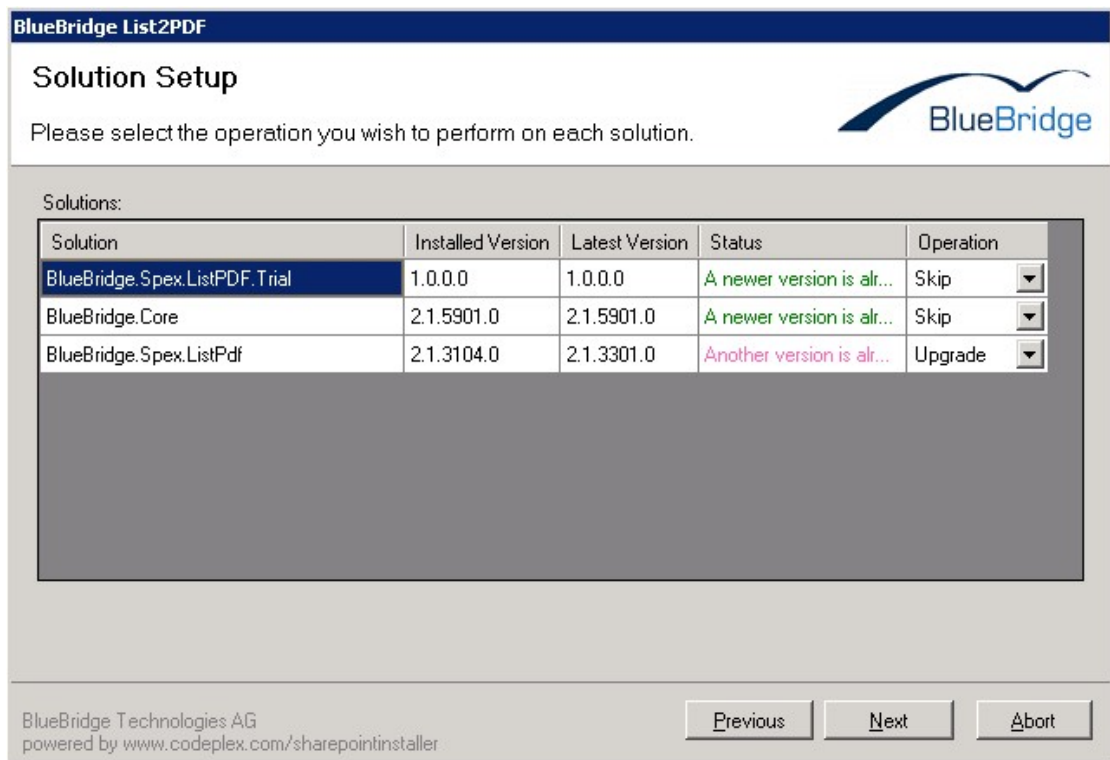 BlueBridge List2PDF
Solution Setup
Please select the operation you wish to perform on each solution.
BlueBridge
Solutions:
Solution Installed Version Latest Version Status Operation
BlueBridge.Spex.ListPDF.Trial 1.0.0.0 1.0.0.0 A newer version is alr... Skip
BlueBridge.Core 2.1.5901.0 2.1.5901.0 A newer version is alr... Skip
BlueBridge.Spex.ListPdf 2.1.3104.0 2.1.3301.0 Another version is alr... Upgrade
BlueBridge Technologies AG
powered by www.codeplex.com/sharepointinstaller
Previous Next Abort